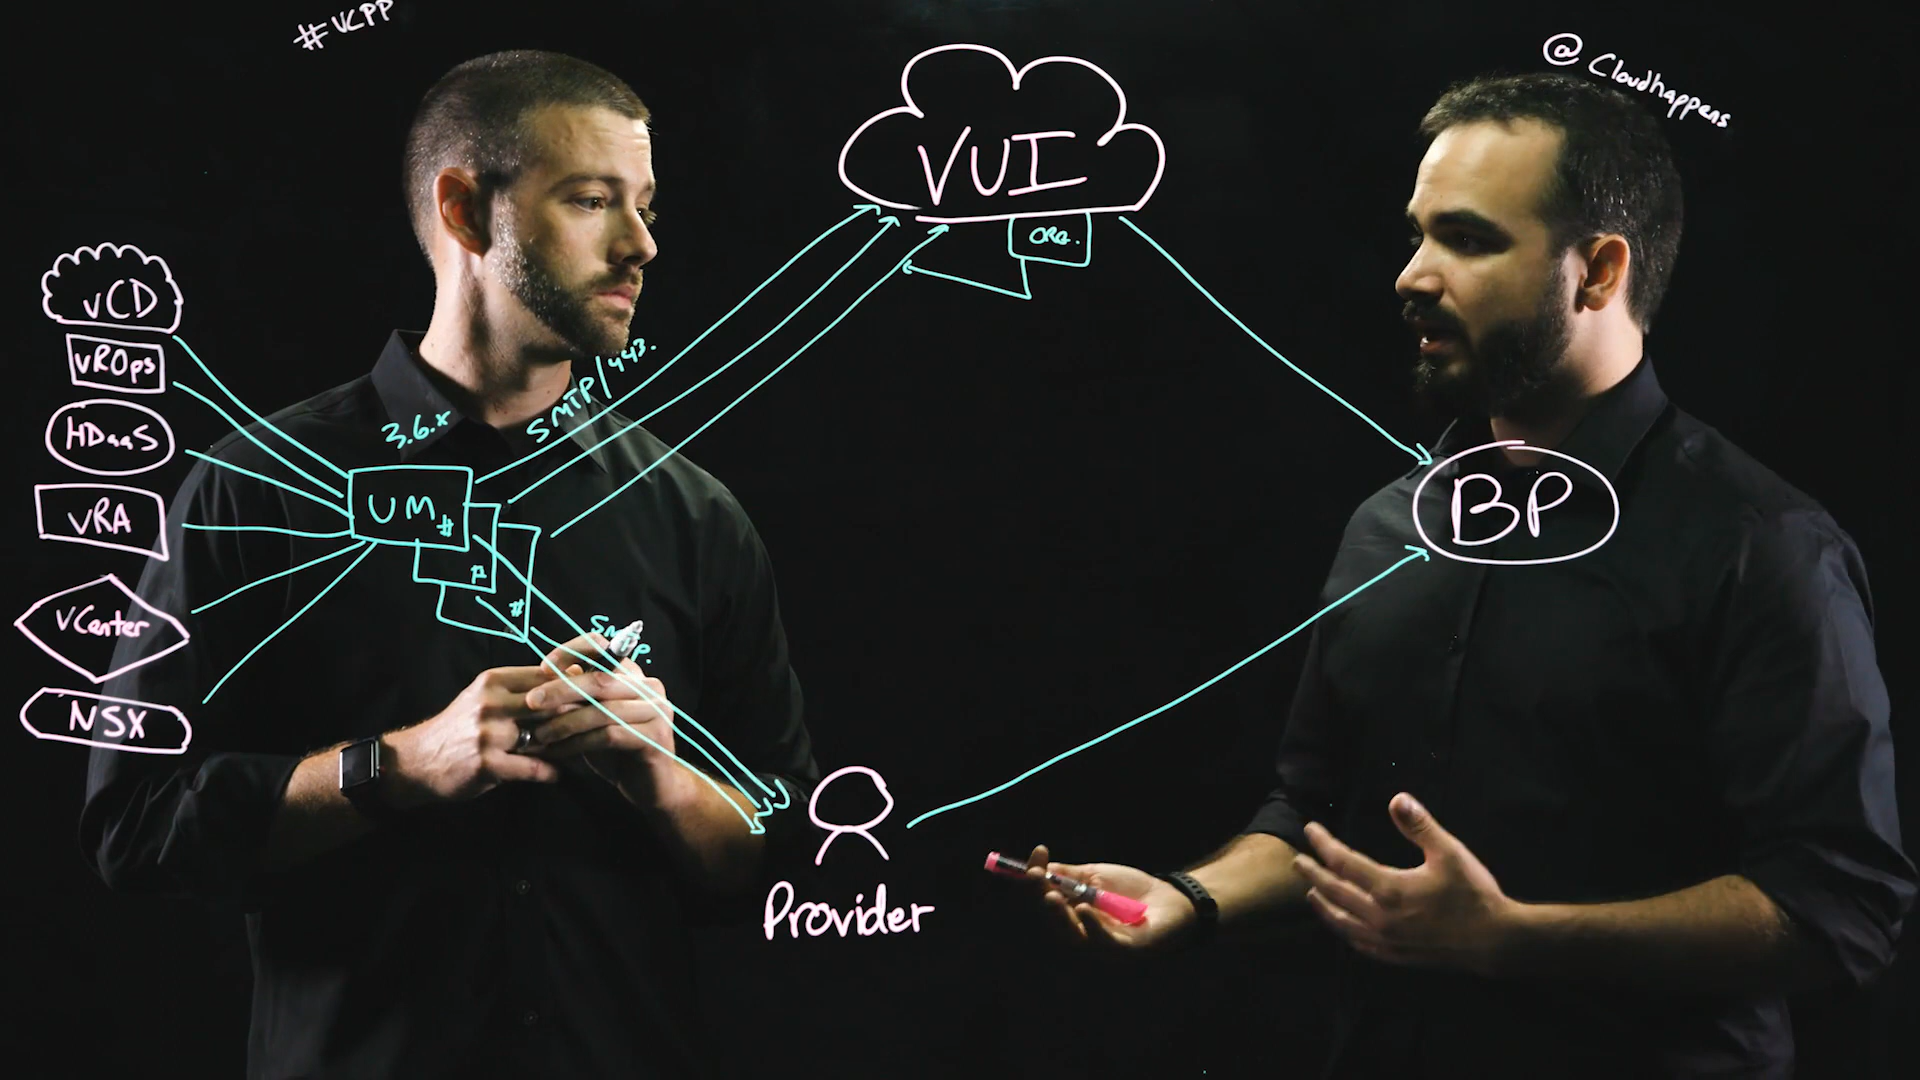 #VCPP
@Cloudhappens
VUI
ORG.
vCD
vROps
HDaaS
vRA
VCenter
NSX
3.6.x
SMTP/443.
UM#
#
#
SMTP.
BP
Provider